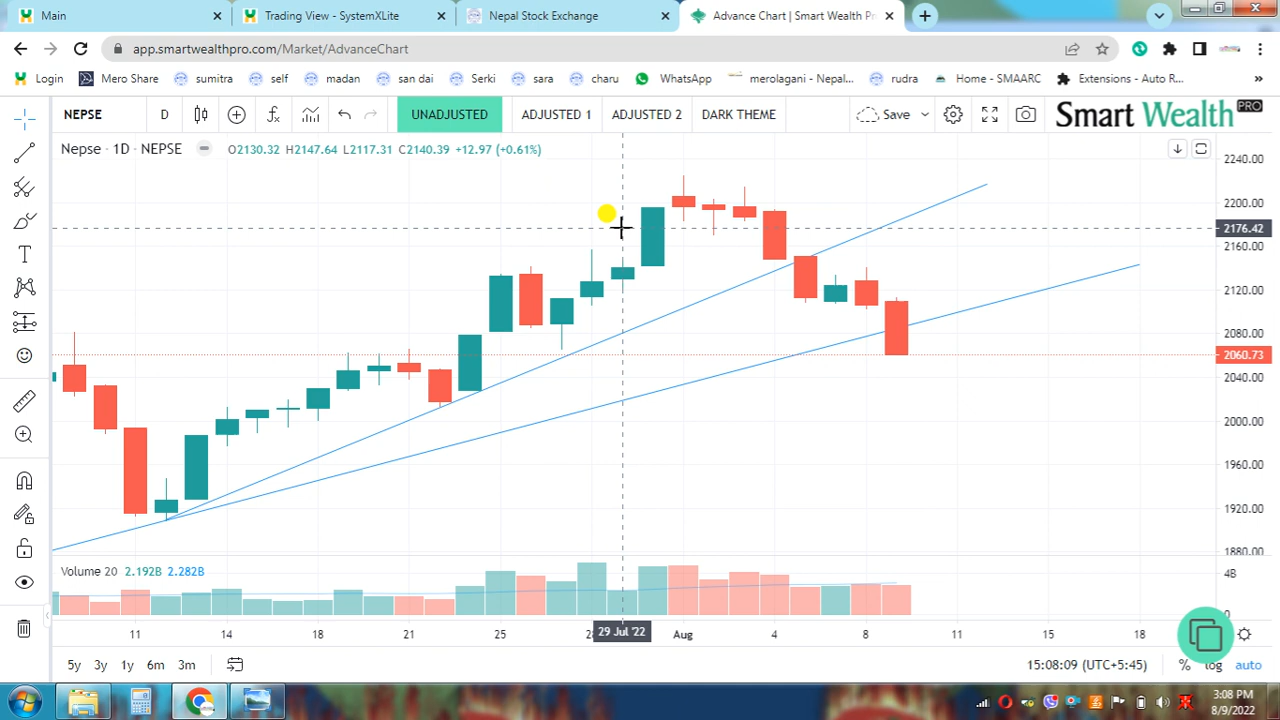 Main
Trading View - SystemXLite
Nepal Stock Exchange
Advance Chart | Smart Wealth Pr
app.smartwealthpro.com/Market/AdvanceChart
Login
Mero Share
sumitra
self
madan
san dai
Serki
sara
charu
WhatsApp
merolagani - Nepal...
rudra
Home - SMAARC
Extensions - Auto R...
»
NEPSE
D
UNADJUSTED
ADJUSTED 1
ADJUSTED 2
DARK THEME
Save
Smart Wealth PRO
Nepse · 1D · NEPSE
O2130.32 H2147.64 L2117.31 C2140.39 +12.97 (+0.61%)
2240.00
2200.00
2176.42
2160.00
2120.00
2080.00
2060.73
2040.00
2000.00
1960.00
1920.00
1880.00
Volume 20 2.192B 2.282B
4B
0
11 14 18 21 25 29 Jul '22 Aug 4 8 11 15 18
5y 3y 1y 6m 3m
15:08:09 (UTC+5:45)
% log auto
3:08 PM
8/9/2022